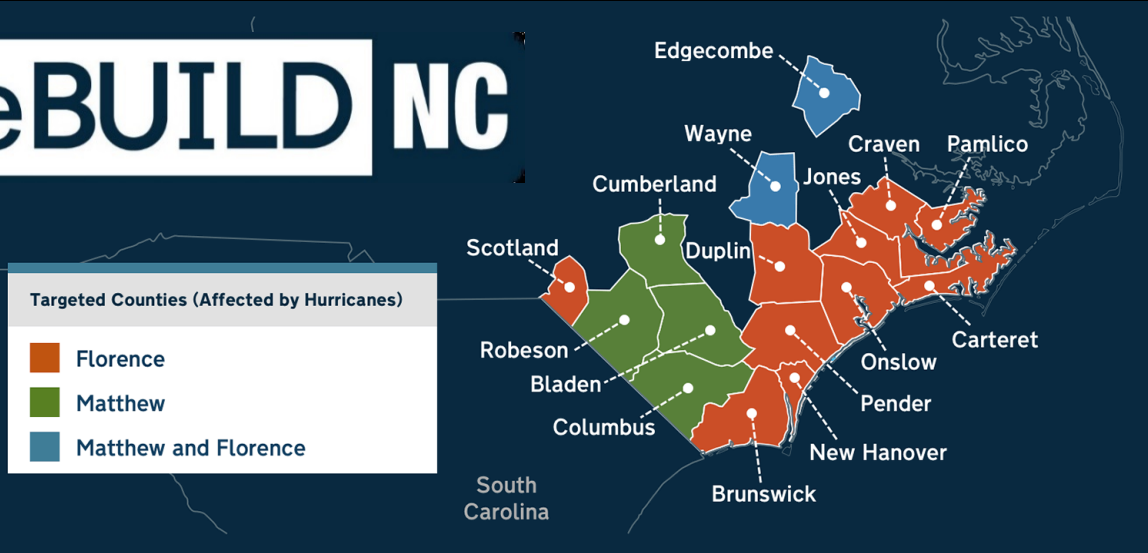 eBUILD NC
Edgecombe
Wayne
Craven
Pamlico
Jones
Cumberland
Scotland
Duplin
Targeted Counties (Affected by Hurricanes)
Florence
Matthew
Matthew and Florence
Robeson
Bladen
Columbus
Carteret
Onslow
Pender
New Hanover
Brunswick
South
Carolina